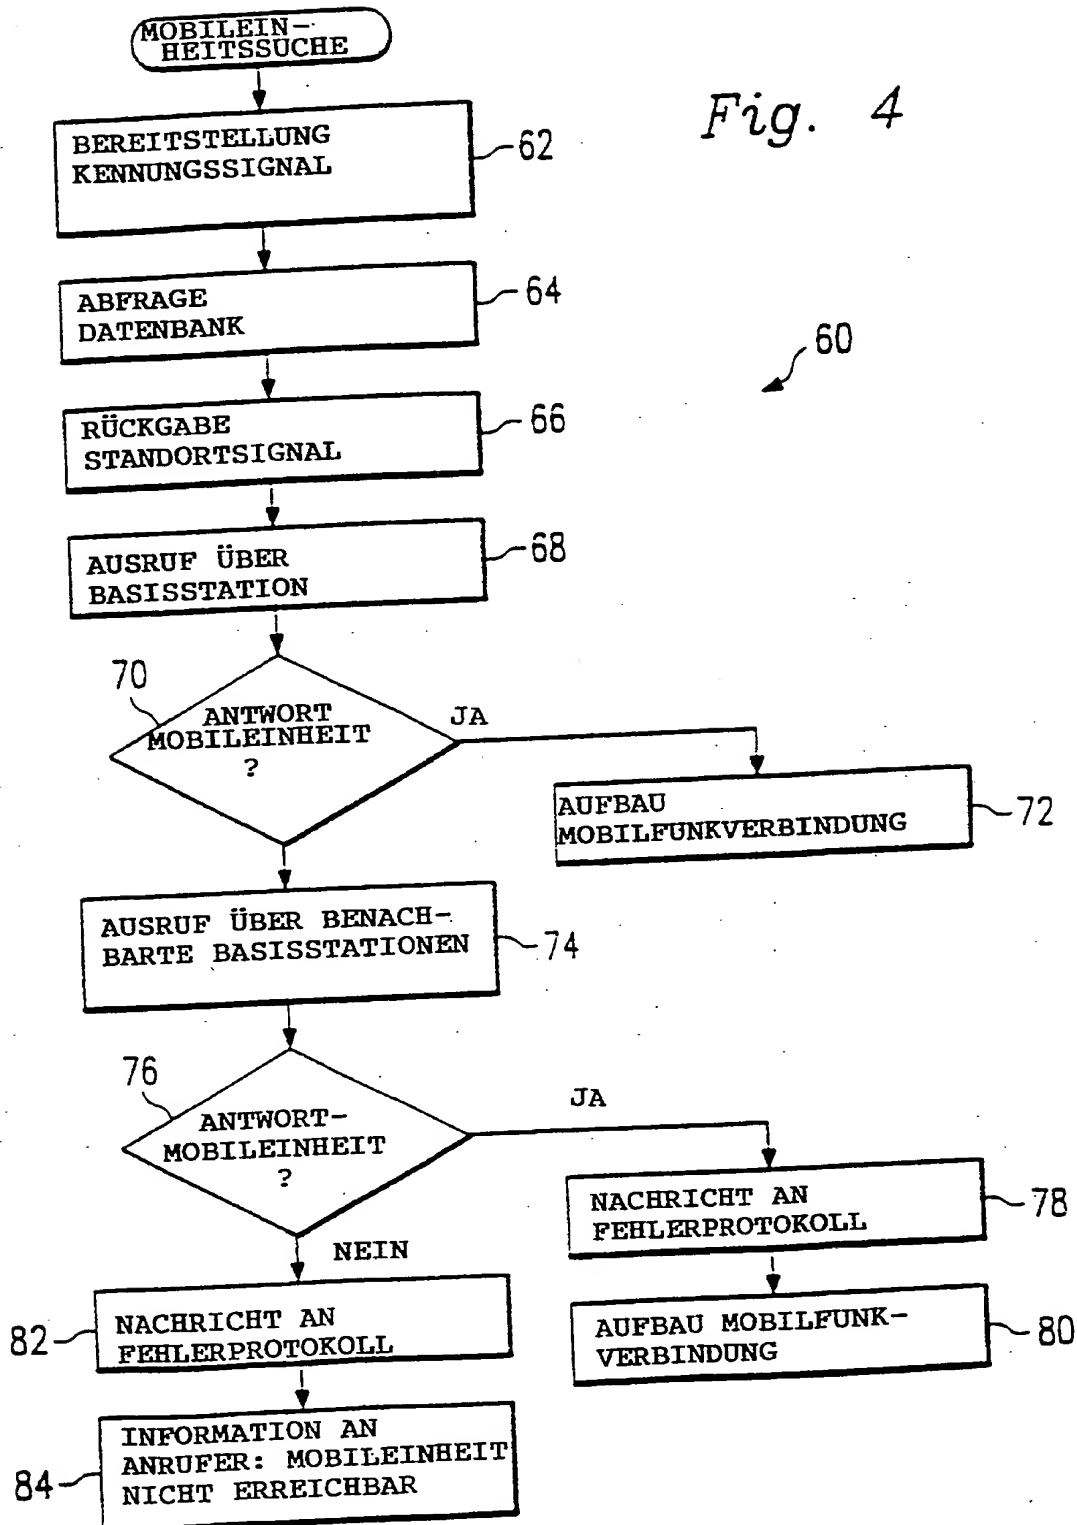 MOBILEIN-
HEITSSUCHE
Fig. 4
BEREITSTELLUNG
KENNUNGSSIGNAL
62
ABFRAGE
DATENBANK
64
60
RÜCKGABE
STANDORTSIGNAL
66
AUSRUF ÜBER
BASISSTATION
68
70
ANTWORT
MOBILEINHEIT
?
JA
AUFBAU
MOBILFUNKVERBINDUNG
72
AUSRUF ÜBER BENACH-
BARTE BASISSTATIONEN
74
76
ANTWORT-
MOBILEINHEIT
?
JA
NACHRICHT AN
FEHLERPROTOKOLL
78
NEIN
AUFBAU MOBILFUNK-
VERBINDUNG
80
82
NACHRICHT AN
FEHLERPROTOKOLL
84
INFORMATION AN
ANRUFER: MOBILEINHEIT
NICHT ERREICHBAR